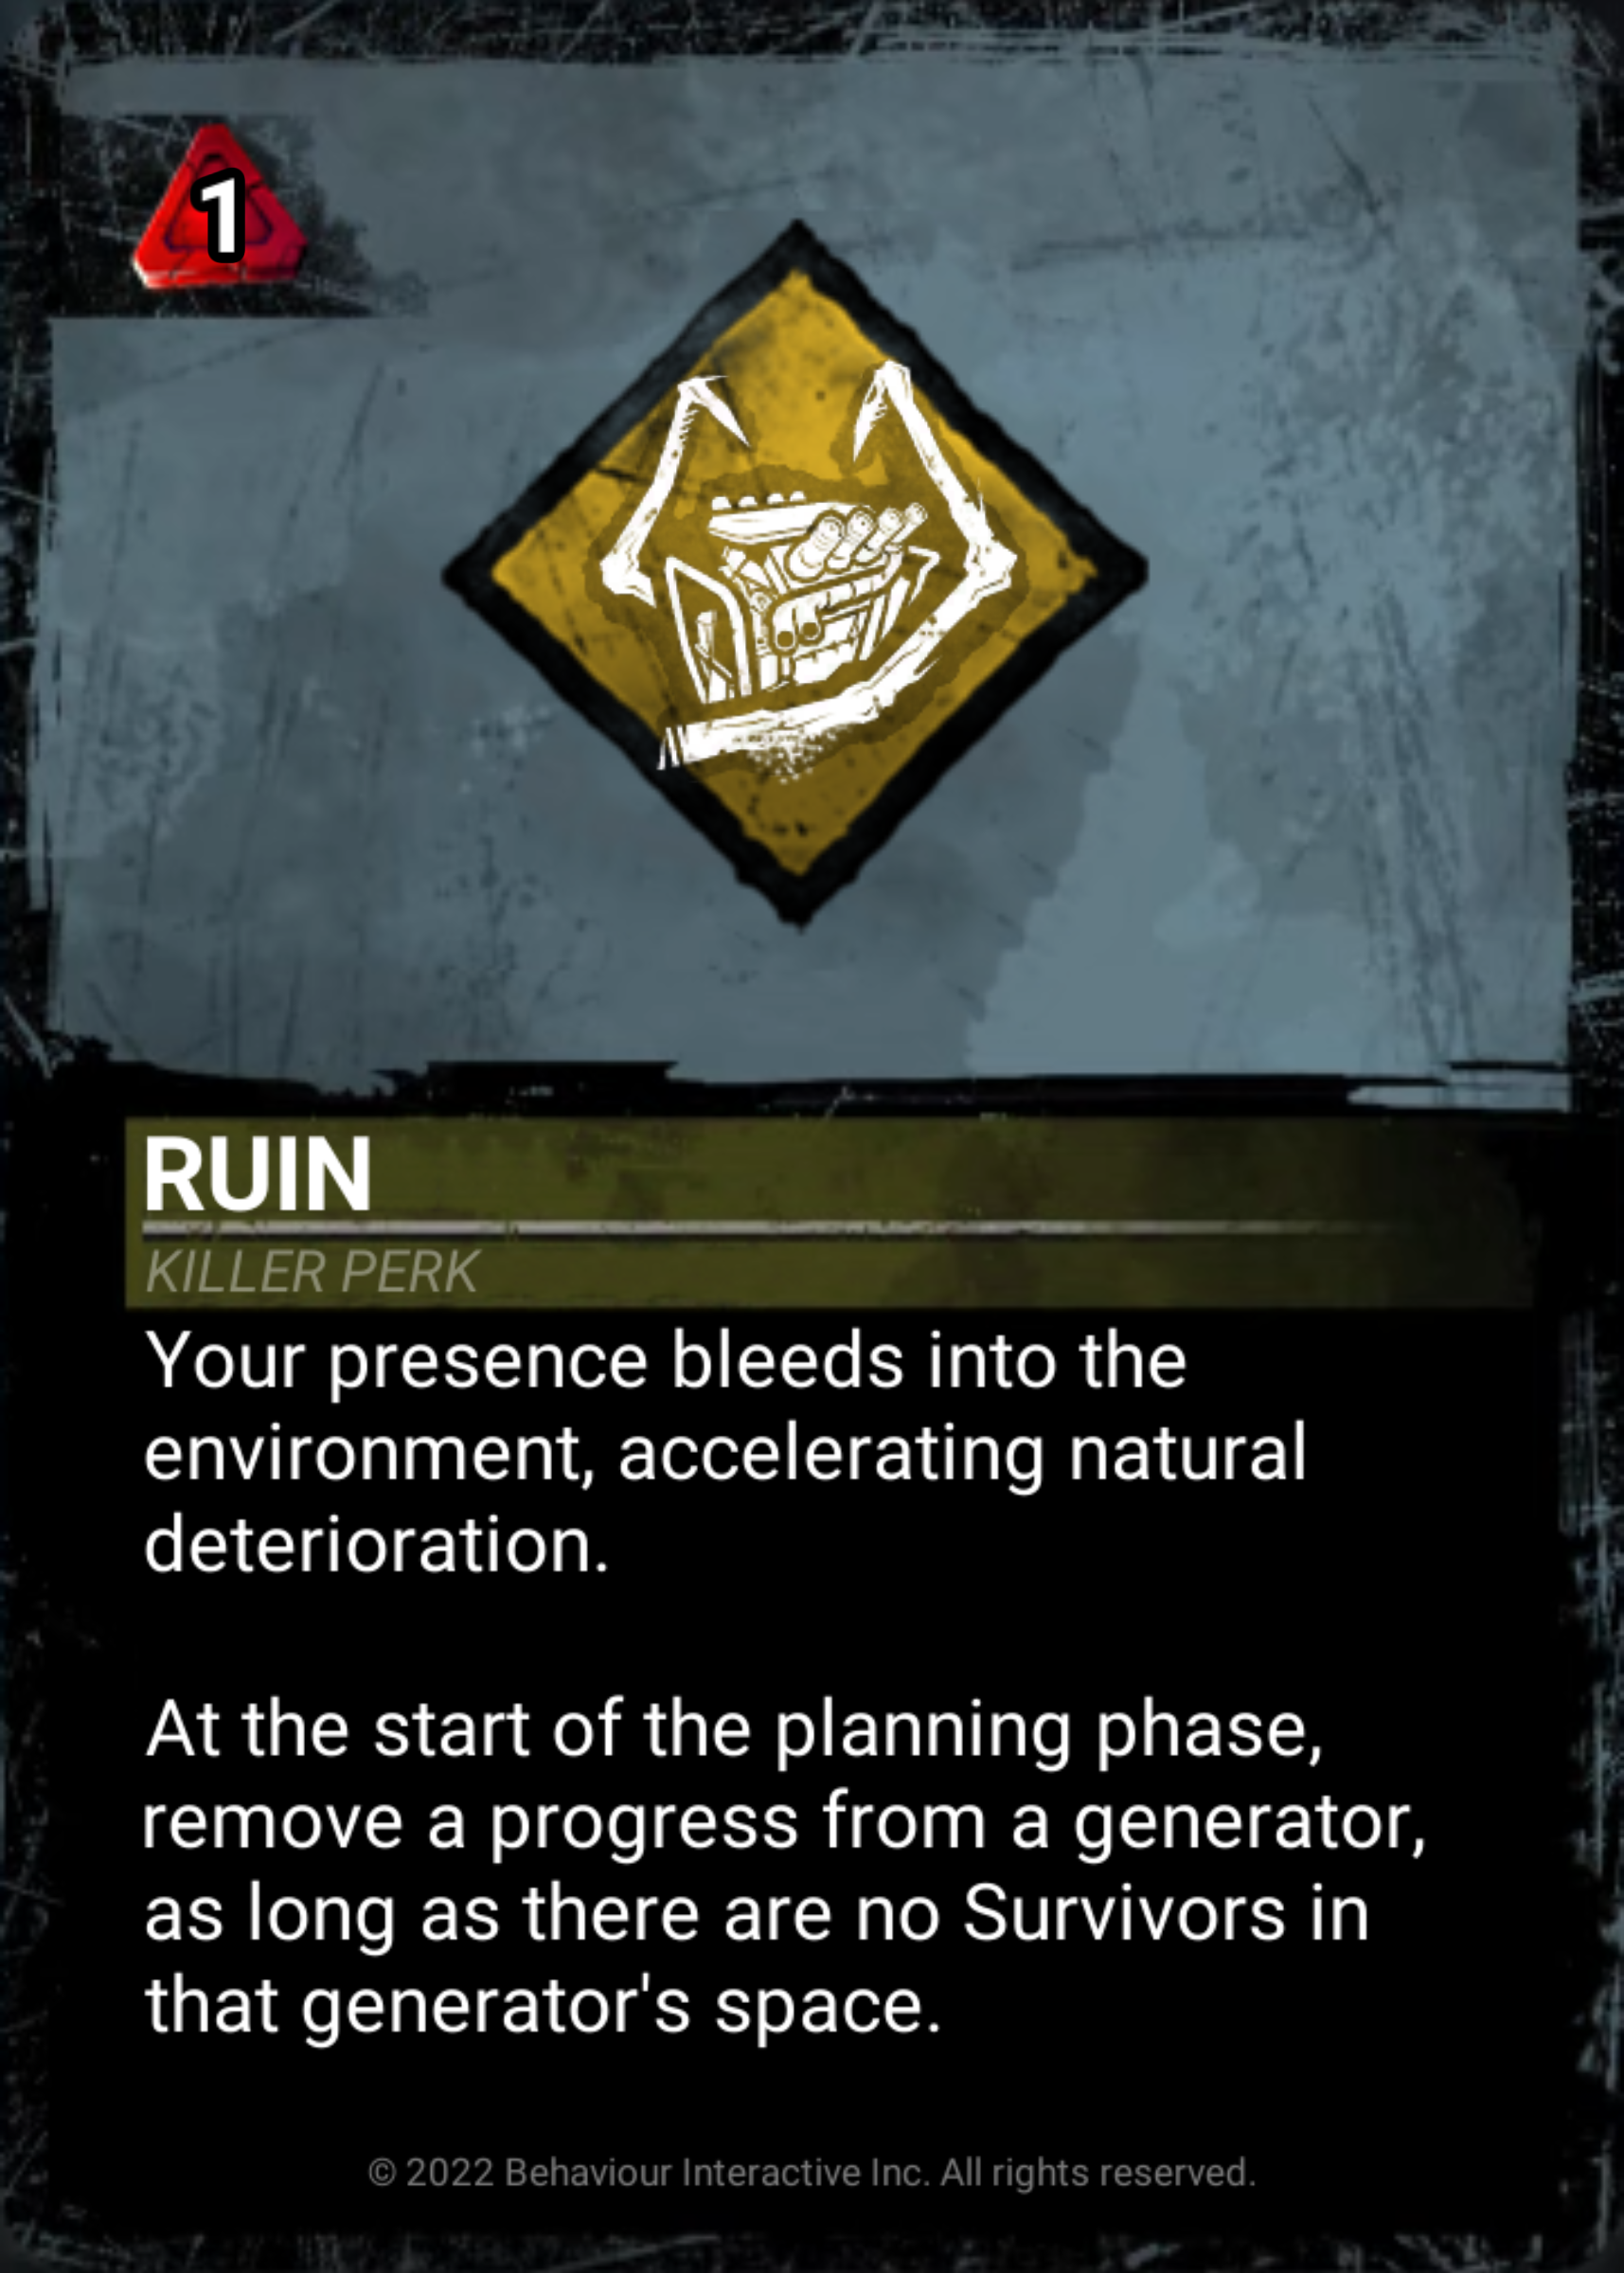 1
RUIN
KILLER PERK
Your presence bleeds into the
environment, accelerating natural
deterioration.
At the start of the planning phase,
remove a progress from a generator,
as long as there are no Survivors in
that generator's space.
© 2022 Behaviour Interactive Inc. All rights reserved.